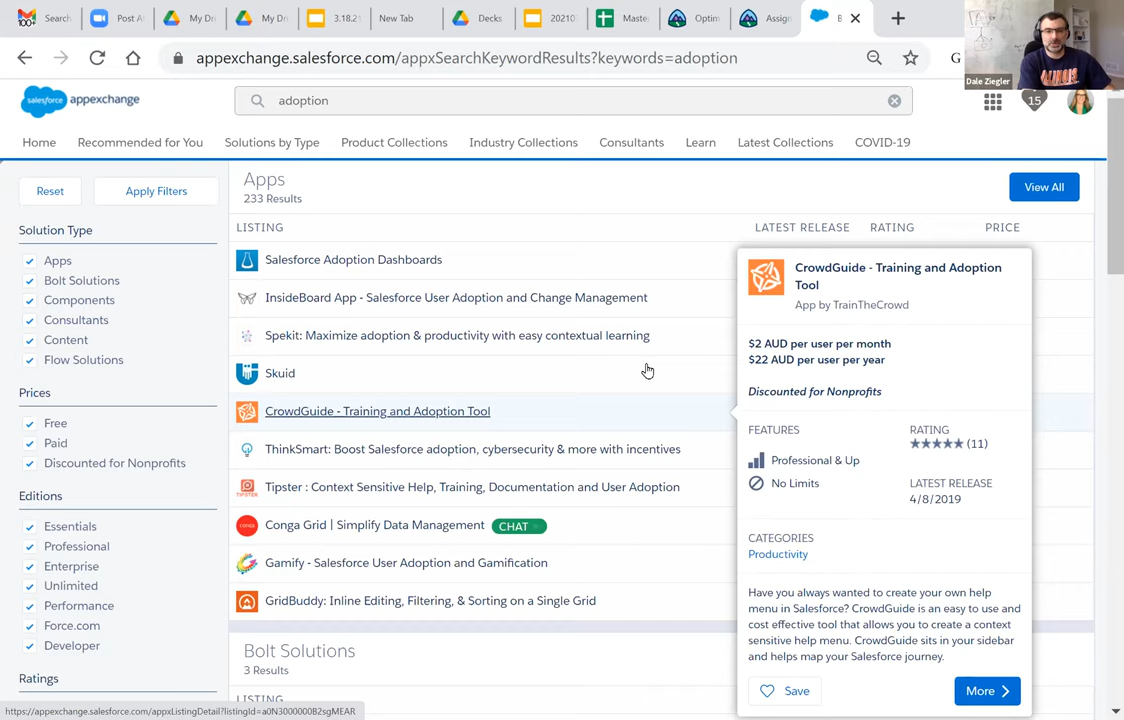 100+
Search
Post A
My Dr
My Dr
3.18.21
New Tab
Decks
20210
Maste
Optim
Assign
appexchange.salesforce.com/appxSearchKeywordResults?keywords=adoption
G
ILLINOIS
Dale Ziegler
salesforce appexchange
adoption
15
Home
Recommended for You
Solutions by Type
Product Collections
Industry Collections
Consultants
Learn
Latest Collections
COVID-19
Reset
Apply Filters
Solution Type
Apps
Bolt Solutions
Components
Consultants
Content
Flow Solutions
Prices
Free
Paid
Discounted for Nonprofits
Editions
Essentials
Professional
Enterprise
Unlimited
Performance
Force.com
Developer
Ratings
Apps
233 Results
View All
LISTING
LATEST RELEASE
RATING
PRICE
Salesforce Adoption Dashboards
InsideBoard App - Salesforce User Adoption and Change Management
Spekit: Maximize adoption & productivity with easy contextual learning
Skuid
CrowdGuide - Training and Adoption Tool
ThinkSmart: Boost Salesforce adoption, cybersecurity & more with incentives
TIPSTER
Tipster : Context Sensitive Help, Training, Documentation and User Adoption
conga
Conga Grid | Simplify Data Management
CHAT
Gamify - Salesforce User Adoption and Gamification
GridBuddy: Inline Editing, Filtering, & Sorting on a Single Grid
Bolt Solutions
3 Results
LISTING
CrowdGuide - Training and Adoption
Tool
App by TrainTheCrowd
$2 AUD per user per month
$22 AUD per user per year
Discounted for Nonprofits
FEATURES
Professional & Up
No Limits
RATING
(11)
LATEST RELEASE
4/8/2019
CATEGORIES
Productivity
Have you always wanted to create your own help
menu in Salesforce? CrowdGuide is an easy to use and
cost effective tool that allows you to create a context
sensitive help menu. CrowdGuide sits in your sidebar
and helps map your Salesforce journey.
Save
More
https://appexchange.salesforce.com/appxListingDetail?listingId=a0N3000000B2sgMEAR